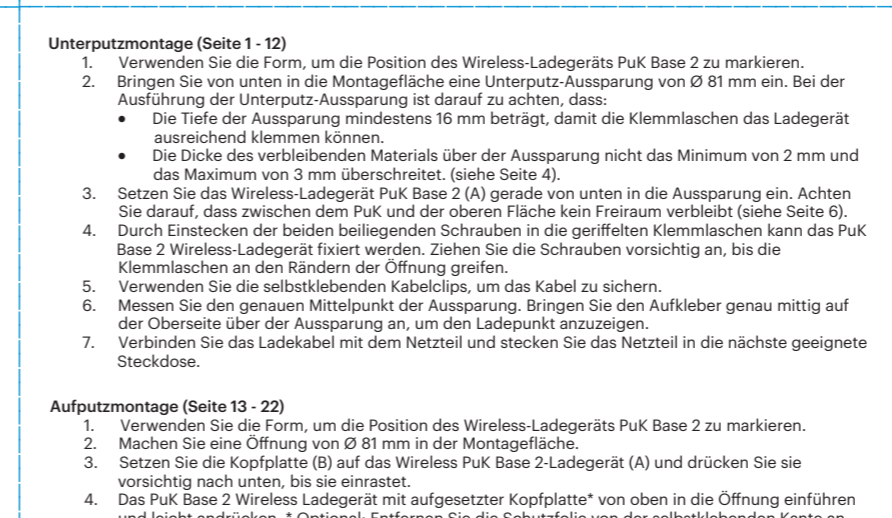 Unterputzmontage (Seite 1 - 12)
1. Verwenden Sie die Form, um die Position des Wireless-Ladegeräts PuK Base 2 zu markieren.
2. Bringen Sie von unten in die Montagefläche eine Unterputz-Aussparung von Ø 81 mm ein. Bei der
Ausführung der Unterputz-Aussparung ist darauf zu achten, dass:
• Die Tiefe der Aussparung mindestens 16 mm beträgt, damit die Klemmlaschen das Ladegerät
ausreichend klemmen können.
• Die Dicke des verbleibenden Materials über der Aussparung nicht das Minimum von 2 mm und
das Maximum von 3 mm überschreitet. (siehe Seite 4).
3. Setzen Sie das Wireless-Ladegerät PuK Base 2 (A) gerade von unten in die Aussparung ein. Achten
Sie darauf, dass zwischen dem PuK und der oberen Fläche kein Freiraum verbleibt (siehe Seite 6).
4. Durch Einstecken der beiden beiliegenden Schrauben in die geriffelten Klemmlaschen kann das PuK
Base 2 Wireless-Ladegerät fixiert werden. Ziehen Sie die Schrauben vorsichtig an, bis die
Klemmlaschen an den Rändern der Öffnung greifen.
5. Verwenden Sie die selbstklebenden Kabelclips, um das Kabel zu sichern.
6. Messen Sie den genauen Mittelpunkt der Aussparung. Bringen Sie den Aufkleber genau mittig auf
der Oberseite über der Aussparung an, um den Ladepunkt anzuzeigen.
7. Verbinden Sie das Ladekabel mit dem Netzteil und stecken Sie das Netzteil in die nächste geeignete
Steckdose.
Aufputzmontage (Seite 13 - 22)
1. Verwenden Sie die Form, um die Position des Wireless-Ladegeräts PuK Base 2 zu markieren.
2. Machen Sie eine Öffnung von Ø 81 mm in der Montagefläche.
3. Setzen Sie die Kopfplatte (B) auf das Wireless PuK Base 2-Ladegerät (A) und drücken Sie sie
vorsichtig nach unten, bis sie einrastet.
4. Das PuK Base 2 Wireless Ladegerät mit aufgesetzter Kopfplatte* von oben in die Öffnung einführen
und leicht andrücken. * Optional: Entfernen Sie die Schutzfolie von der selbstklebenden Kante an